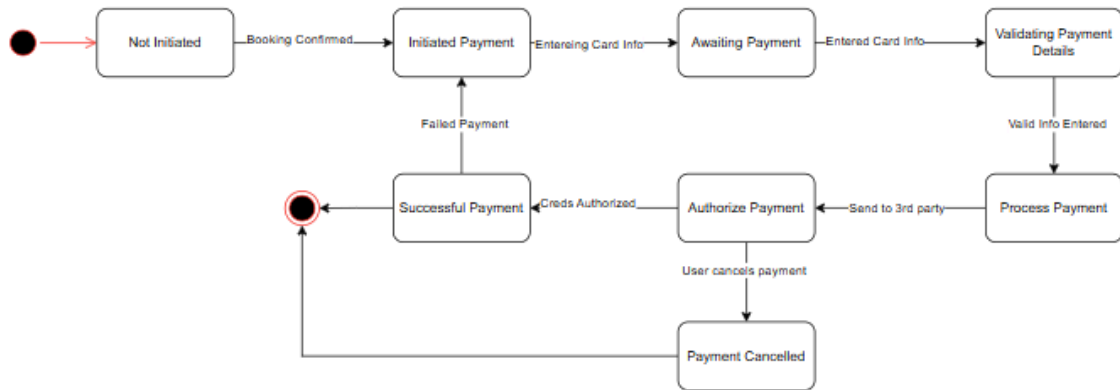 Not Initiated
Booking Confirmed
Initiated Payment
Entereing Card Info
Awaiting Payment
Entered Card Info
Validating Payment
Details
Failed Payment
Valid Info Entered
Successful Payment
Creds Authorized
Authorize Payment
Send to 3rd party
Process Payment
User cancels payment
Payment Cancelled